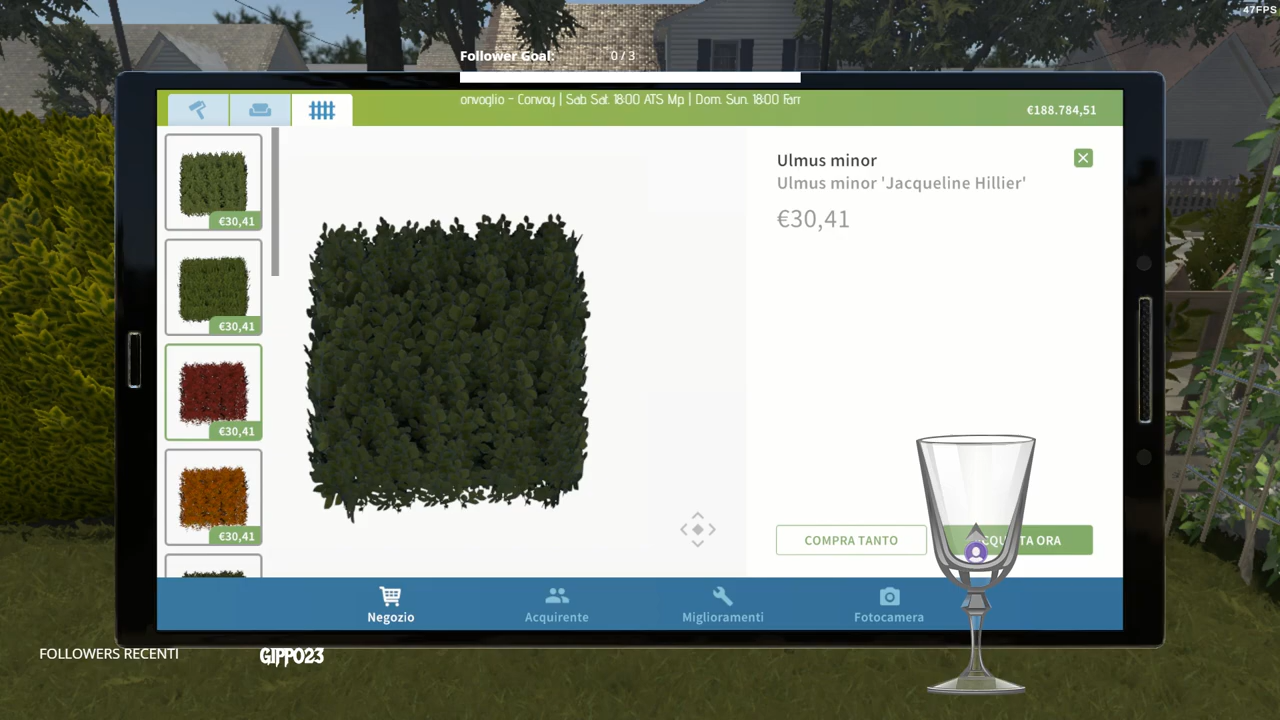 47FPS
Follower Goal: 0 / 3
onvoglio - Convoy | Sab. Sat. 18:00 ATS Mp | Dom. Sun. 18:00 Farr
€188.784,51
Ulmus minor
Ulmus minor 'Jacqueline Hillier'
€30,41
€30,41
€30,41
€30,41
€30,41
COMPRA TANTO
TA ORA
Negozio
Acquirente
Miglioramenti
Fotocamera
FOLLOWERS RECENTI
GIPPO23